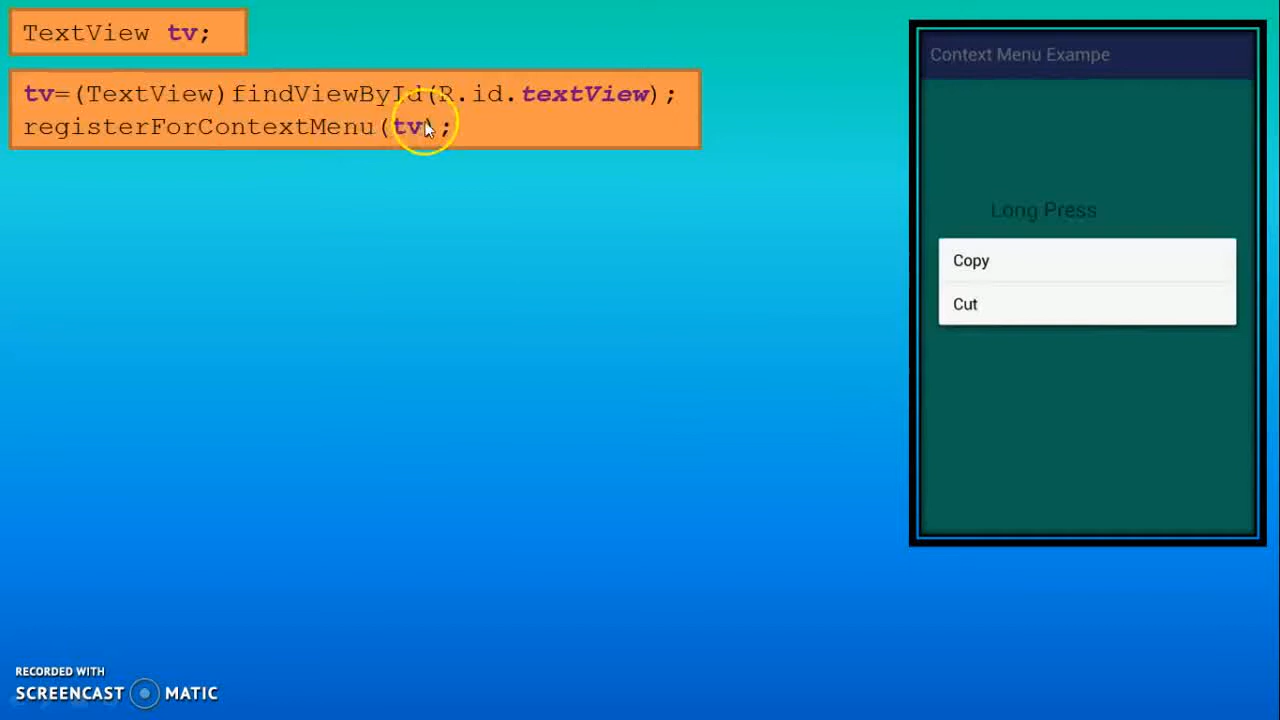 TextView tv;
tv=(TextView)findViewById(R.id.textView);
registerForContextMenu(tv);
Context Menu Exampe
Long Press
Copy
Cut
RECORDED WITH
SCREENCAST MATIC